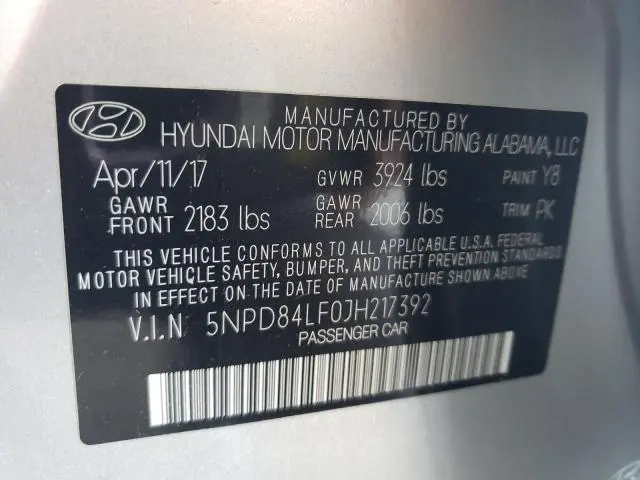 MANUFACTURED BY
HYUNDAI MOTOR MANUFACTURING ALABAMA, LLC
Apr/11/17 GVWR 3924 lbs PAINT Y8
GAWR FRONT 2183 lbs GAWR REAR 2006 lbs TRIM PK
THIS VEHICLE CONFORMS TO ALL APPLICABLE U.S.A. FEDERAL
MOTOR VEHICLE SAFETY, BUMPER, AND THEFT PREVENTION STANDARDS
IN EFFECT ON THE DATE OF MANUFACTURE SHOWN ABOVE.
V.I.N 5NPD84LF0JH217392
PASSENGER CAR